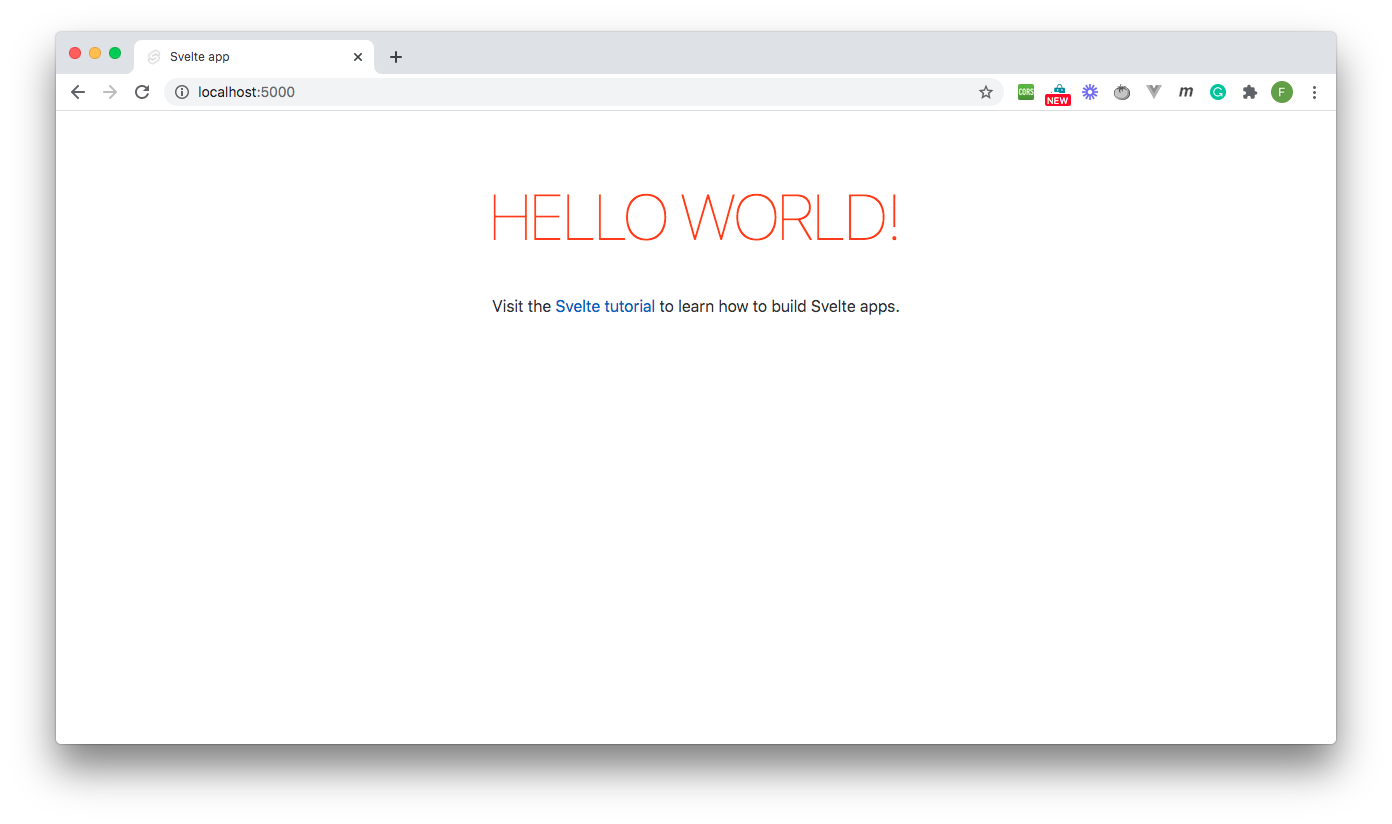 Svelte app
localhost:5000
CORS
NEW
m
G
F
HELLO WORLD!
Visit the Svelte tutorial to learn how to build Svelte apps.